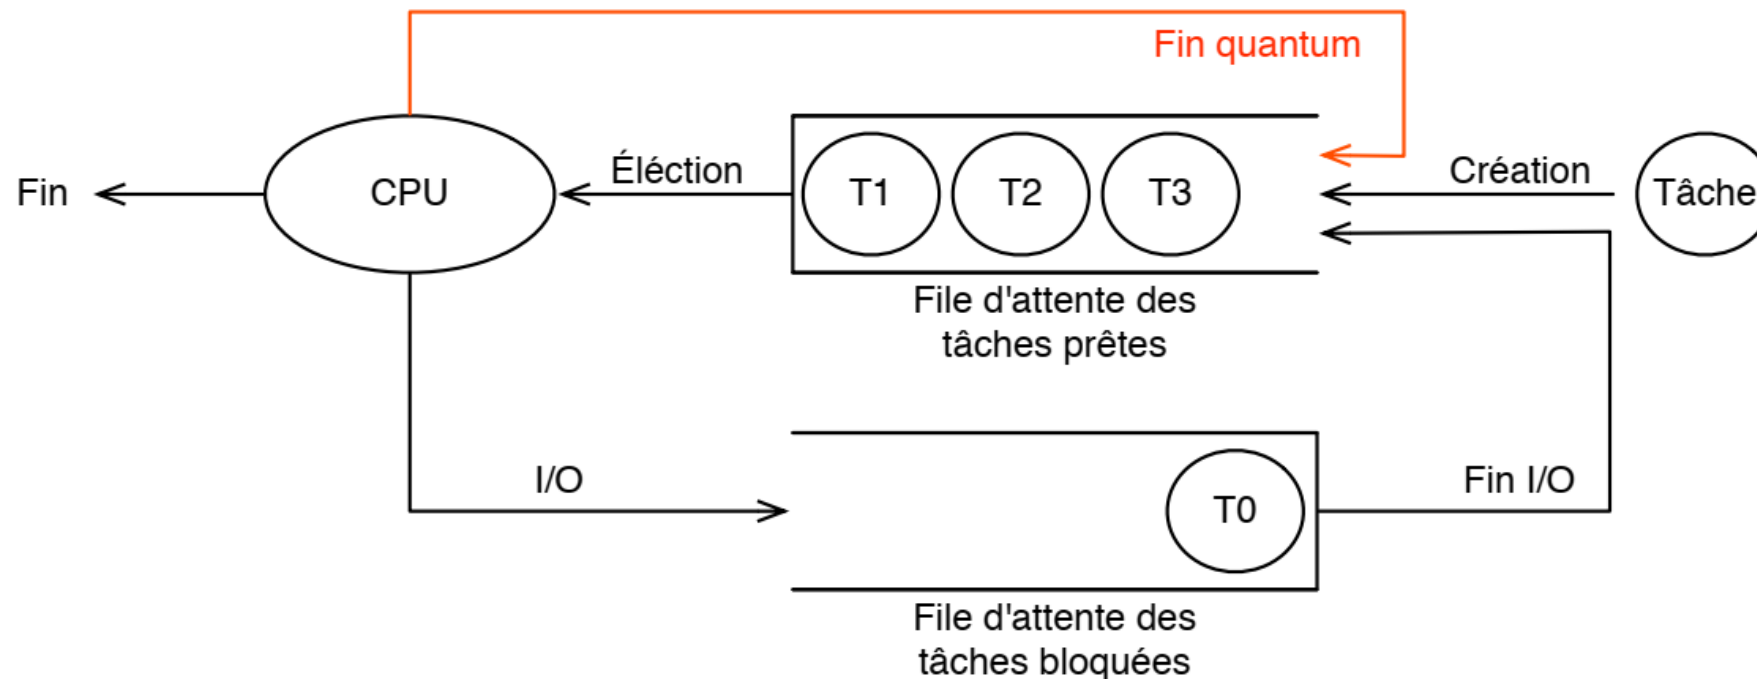 Fin quantum
Fin
CPU
Éléction
T1
T2
T3
Création
Tâche
File d'attente des
tâches prêtes
I/O
T0
Fin I/O
File d'attente des
tâches bloquées